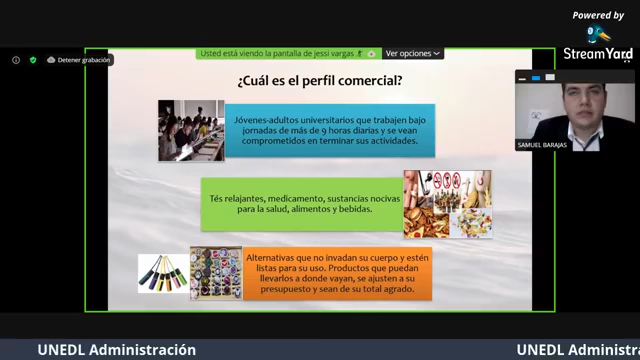 Powered by
StreamYard
Usted está viendo la pantalla de jessi vargas
Ver opciones
Detener grabación
¿Cuál es el perfil comercial?
Jóvenes-adultos universitarios que trabajen bajo
jornadas de más de 9 horas diarias y se vean
comprometidos en terminar sus actividades.
SAMUEL BARAJAS
Tés relajantes, medicamento, sustancias nocivas
para la salud, alimentos y bebidas.
Alternativas que no invadan su cuerpo y estén
listas para su uso. Productos que puedan
llevarlos a donde vayan, se ajusten a su
presupuesto y sean de su total agrado.
UNEDL Administración
UNEDL Administra